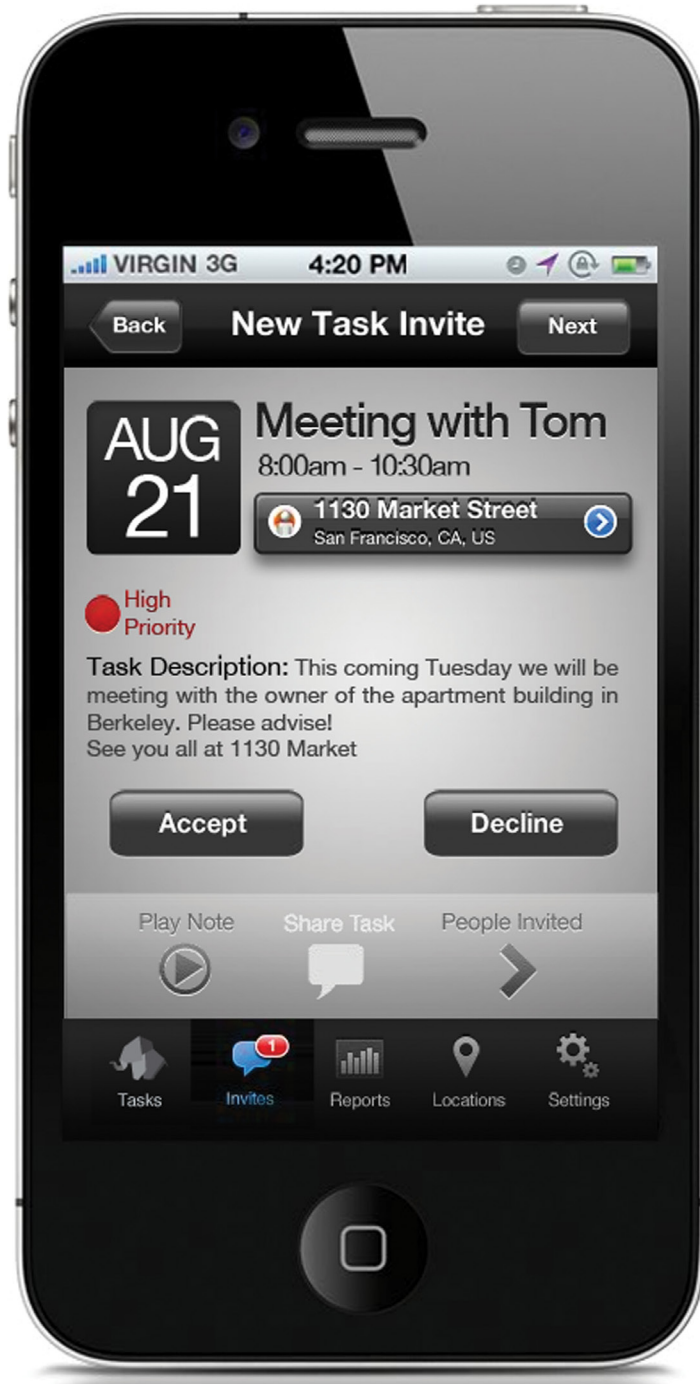 VIRGIN 3G 4:20 PM
Back New Task Invite Next
AUG
21
Meeting with Tom
8:00am - 10:30am
1130 Market Street
San Francisco, CA, US
High
Priority
Task Description: This coming Tuesday we will be
meeting with the owner of the apartment building in
Berkeley. Please advise!
See you all at 1130 Market
Accept Decline
Play Note Share Task People Invited
1
Tasks Invites Reports Locations Settings